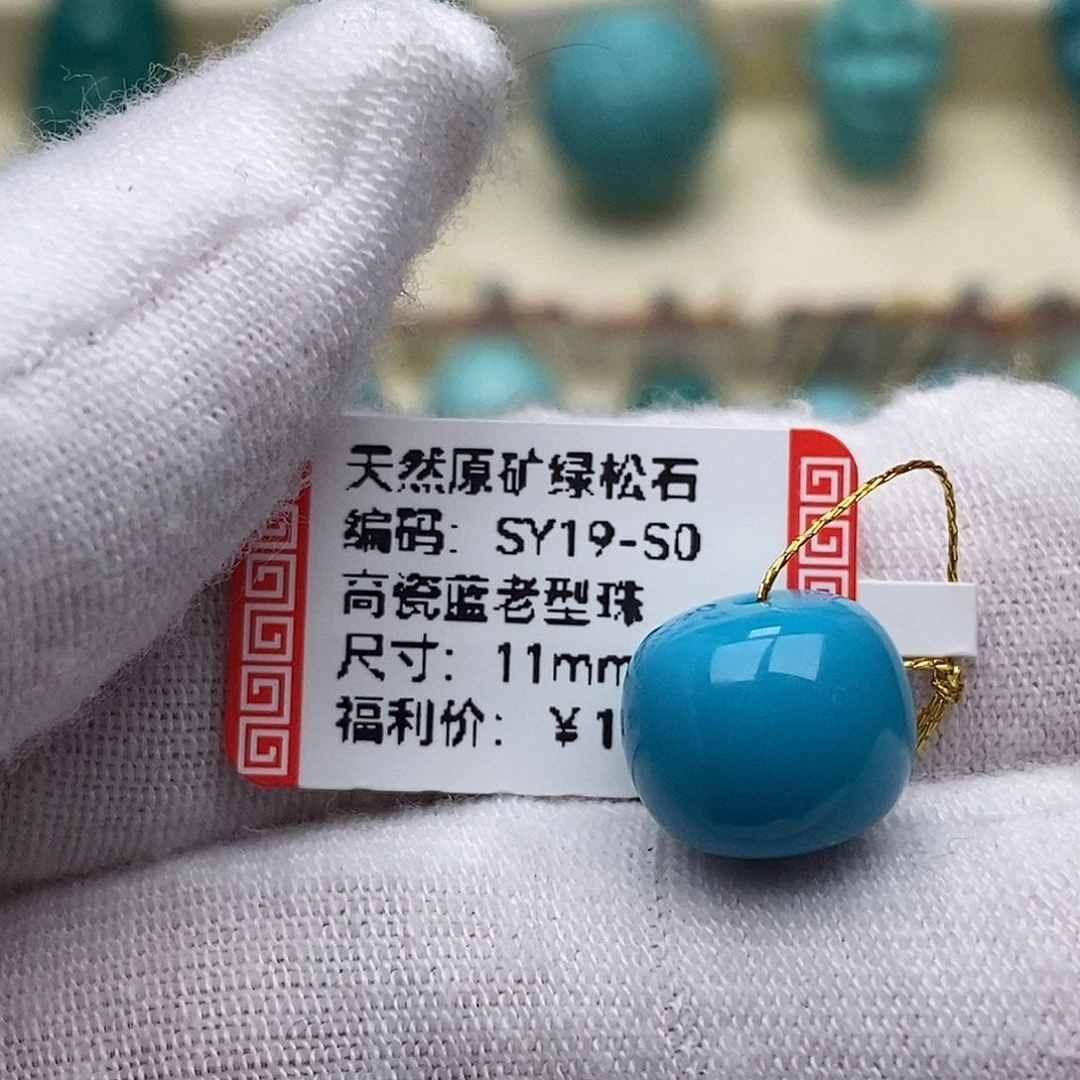 天然原矿绿松石
编码: SY19-S0
高瓷蓝老型珠
尺寸: 11mm
福利价: ¥1